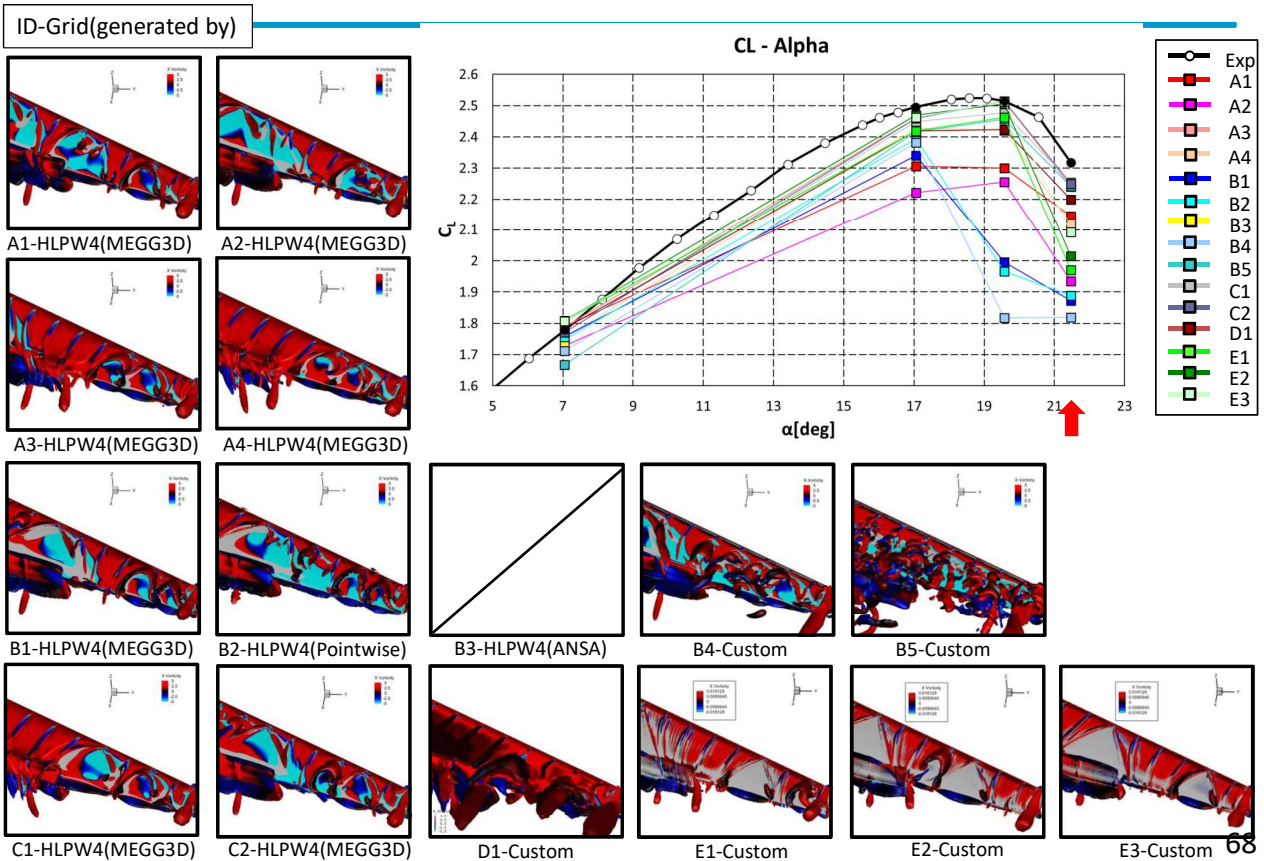 ID-Grid(generated by)
CL - Alpha
2.6
2.5
2.4
2.3
2.2
2.1
2
1.9
1.8
1.7
1.6
CL
5 7 9 11 13 15 17 19 21 23
α[deg]
Exp
A1
A2
A3
A4
B1
B2
B3
B4
B5
C1
C2
D1
E1
E2
E3
A1-HLPW4(MEGG3D)
A2-HLPW4(MEGG3D)
A3-HLPW4(MEGG3D)
A4-HLPW4(MEGG3D)
B1-HLPW4(MEGG3D)
B2-HLPW4(Pointwise)
B3-HLPW4(ANSA)
B4-Custom
B5-Custom
C1-HLPW4(MEGG3D)
C2-HLPW4(MEGG3D)
D1-Custom
E1-Custom
E2-Custom
E3-Custom
68